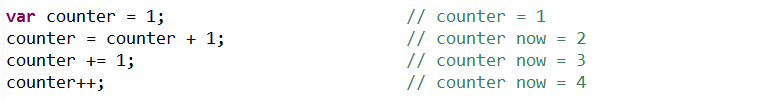 var counter = 1; // counter = 1
counter = counter + 1; // counter now = 2
counter += 1; // counter now = 3
counter++; // counter now = 4